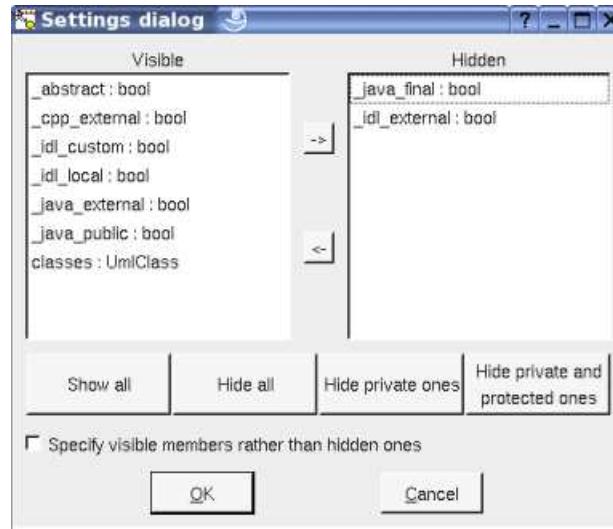 Settings dialog
Visible
Hidden
_abstract : bool
_cpp_external : bool
_idl_custom : bool
_idl_local : bool
_java_external : bool
_java_public : bool
classes : UmlClass
_java_final : bool
_idl_external : bool
->
<-
Show all
Hide all
Hide private ones
Hide private and
protected ones
Specify visible members rather than hidden ones
OK
Cancel